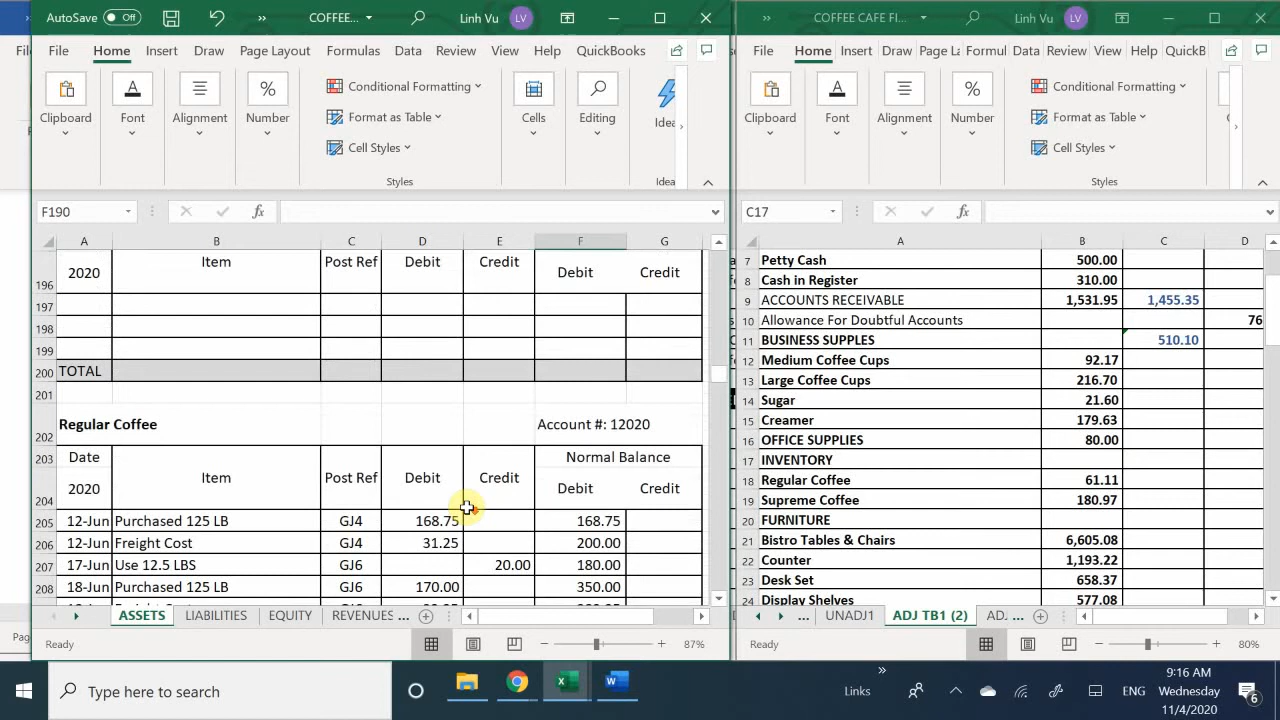 AutoSave Off » COFFEE... Linh Vu LV
» COFFEE CAFE FI... Linh Vu LV
File Home Insert Draw Page Layout Formulas Data Review View Help QuickBooks
File Home Insert Draw Page La Formul Data Review View Help QuickB
Clipboard Font Alignment % Number Conditional Formatting Format as Table Cell Styles Styles Cells Editing Idea Idea
Clipboard Font Alignment % Number Conditional Formatting Format as Table Cell Styles Styles
F190 fx
C17 fx
A B C D E F G
196 2020 Item Post Ref Debit Credit Debit Credit
197
198
199
200 TOTAL
201
202 Regular Coffee Account #: 12020
203 Date Normal Balance
204 2020 Item Post Ref Debit Credit Debit Credit
205 12-Jun Purchased 125 LB GJ4 168.75 168.75
206 12-Jun Freight Cost GJ4 31.25 200.00
207 17-Jun Use 12.5 LBS GJ6 20.00 180.00
208 18-Jun Purchased 125 LB GJ6 170.00 350.00
A B C D
7 Petty Cash 500.00
8 Cash in Register 310.00
9 ACCOUNTS RECEIVABLE 1,531.95 1,455.35
10 Allowance For Doubtful Accounts 76
11 BUSINESS SUPPLES 510.10
12 Medium Coffee Cups 92.17
13 Large Coffee Cups 216.70
14 Sugar 21.60
15 Creamer 179.63
16 OFFICE SUPPLIES 80.00
17 INVENTORY
18 Regular Coffee 61.11
19 Supreme Coffee 180.97
20 FURNITURE
21 Bistro Tables & Chairs 6,605.08
22 Counter 1,193.22
23 Desk Set 658.37
24 Display Shelves 577.08
ASSETS LIABILITIES EQUITY REVENUES ...
... UNADJ1 ADJ TB1 (2) ADJ ...
Ready 87%
Ready 80%
Type here to search
Links » ENG 9:16 AM
Wednesday
11/4/2020
6